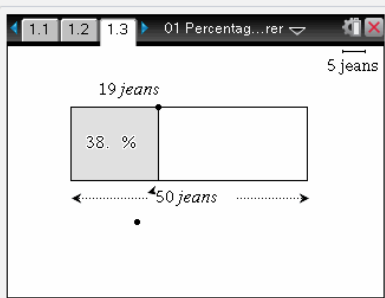 1.1 1.2 1.3 01 Percentag...rer
5 jeans
19 jeans
38. %
50 jeans